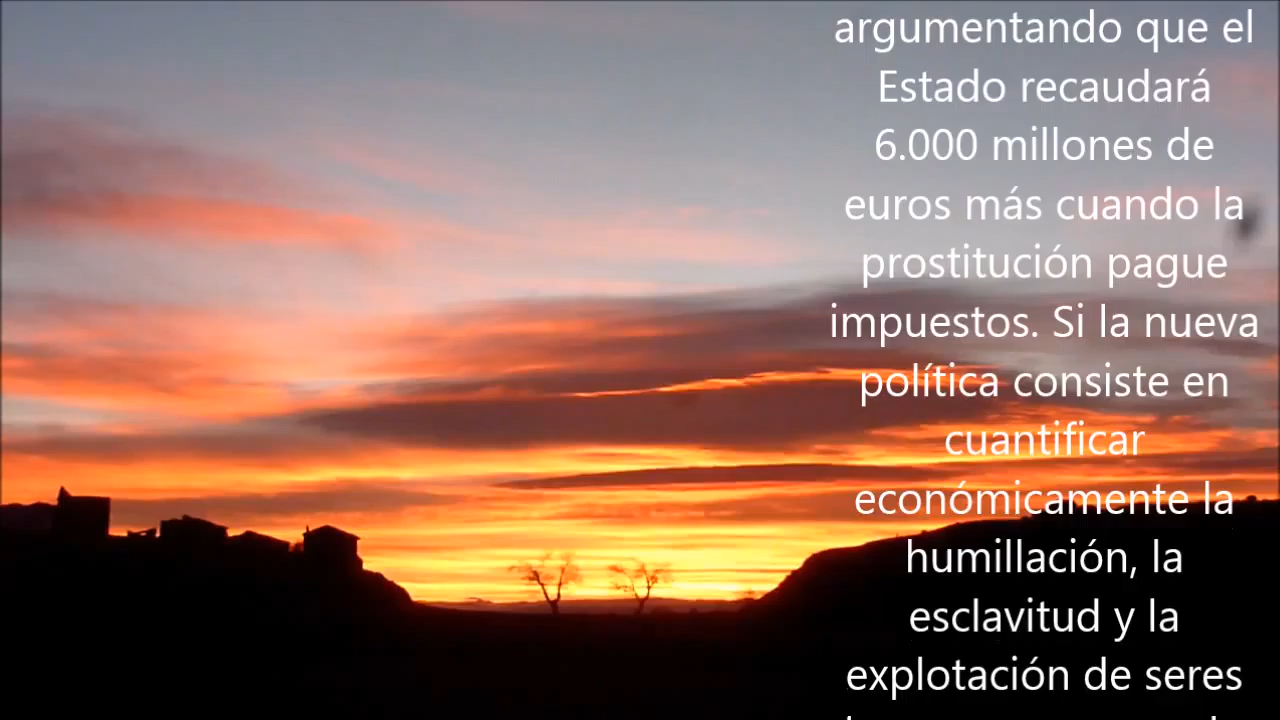 argumentando que el
Estado recaudará
6.000 millones de
euros más cuando la
prostitución pague
impuestos. Si la nueva
política consiste en
cuantificar
económicamente la
humillación, la
esclavitud y la
explotación de seres